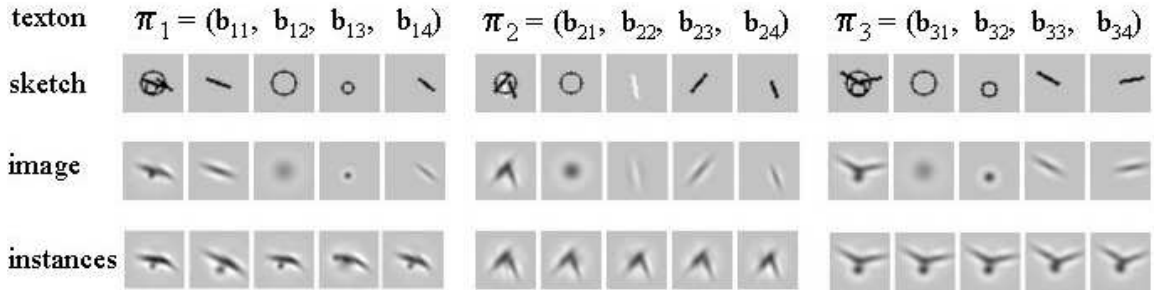 texton π₁ = (b₁₁, b₁₂, b₁₃, b₁₄) π₂ = (b₂₁, b₂₂, b₂₃, b₂₄) π₃ = (b₃₁, b₃₂, b₃₃, b₃₄)
sketch
image
instances